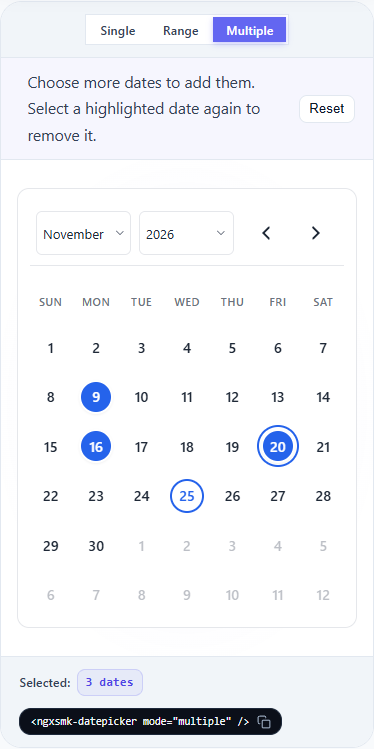 Single Range Multiple
Choose more dates to add them.
Select a highlighted date again to
remove it.
Reset
November 2026
SUN MON TUE WED THU FRI SAT
1 2 3 4 5 6 7
8 9 10 11 12 13 14
15 16 17 18 19 20 21
22 23 24 25 26 27 28
29 30 1 2 3 4 5
6 7 8 9 10 11 12
Selected: 3 dates
<ngxsmk-datepicker mode="multiple" />